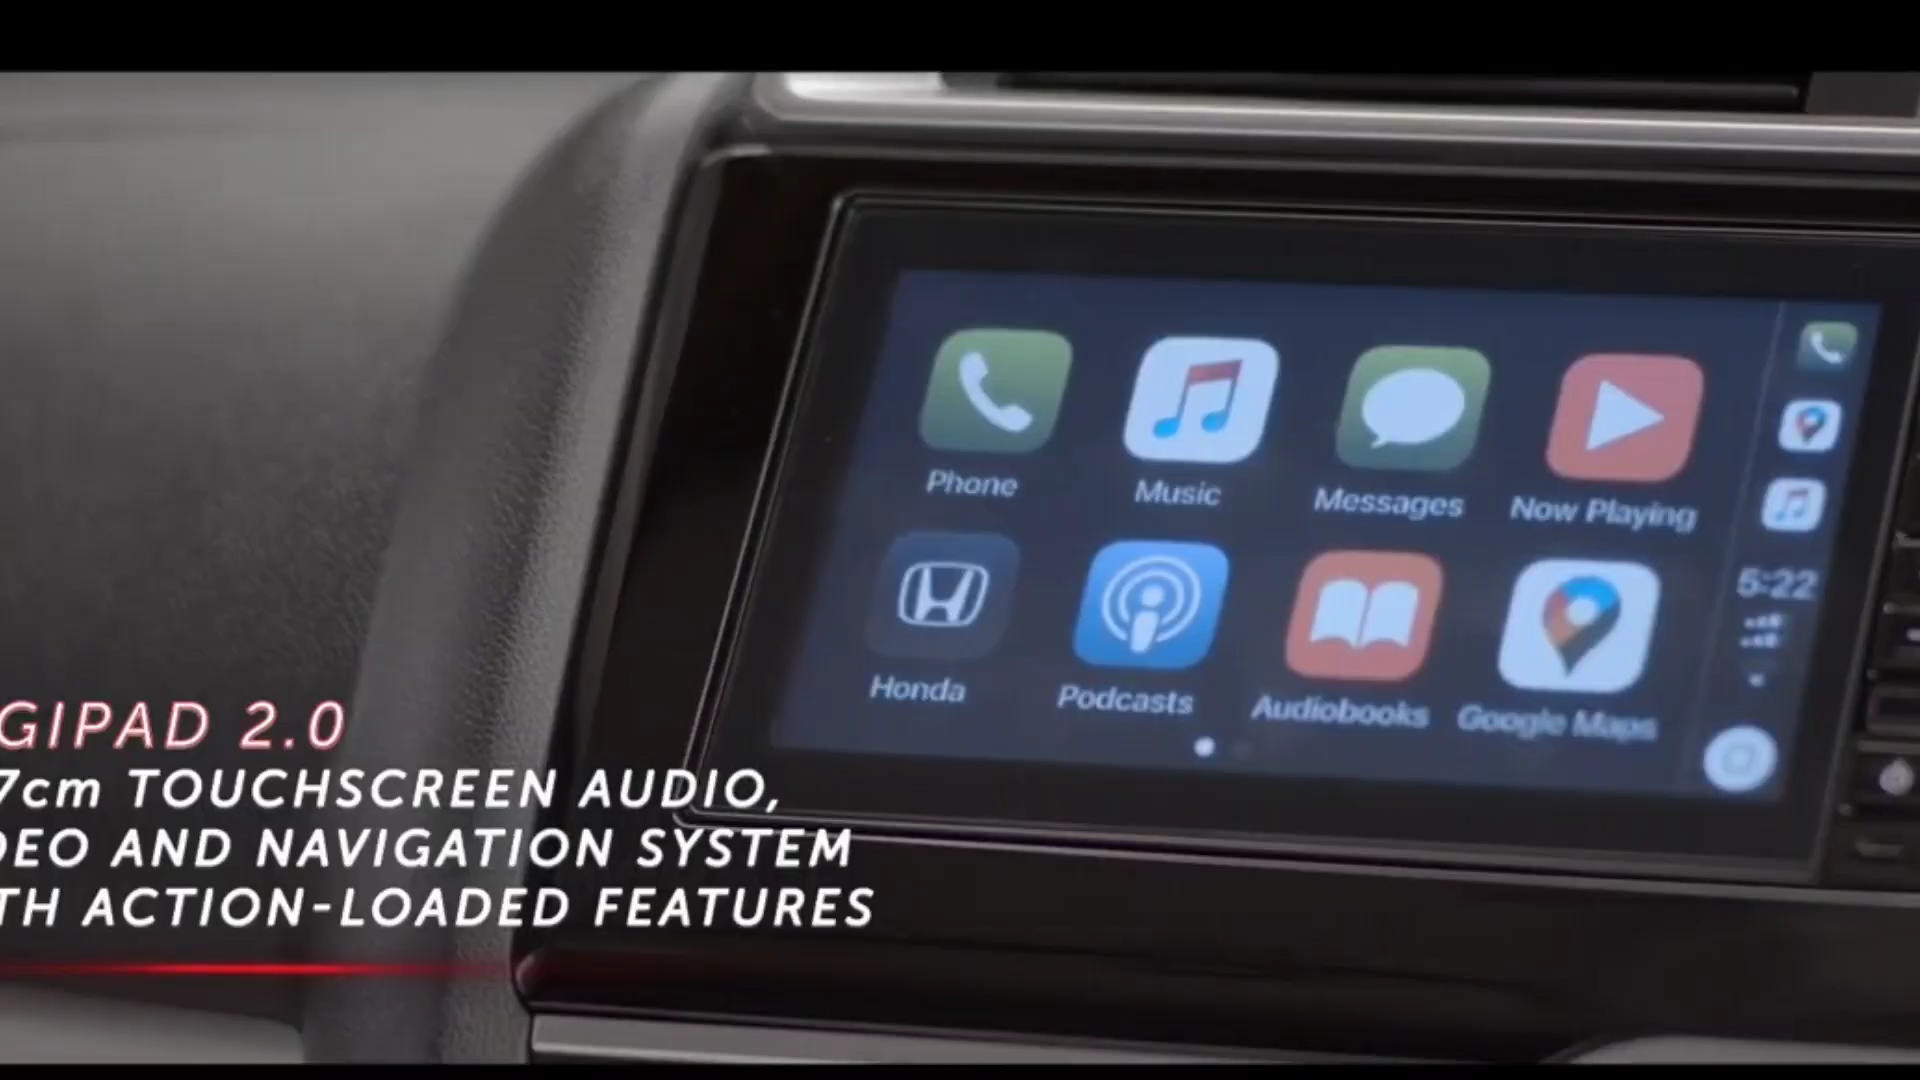 Phone
Music
Messages
Now Playing
Honda
Podcasts
Audiobooks
Google Maps
5:22
GIPAD 2.0
7cm TOUCHSCREEN AUDIO,
DEO AND NAVIGATION SYSTEM
TH ACTION-LOADED FEATURES